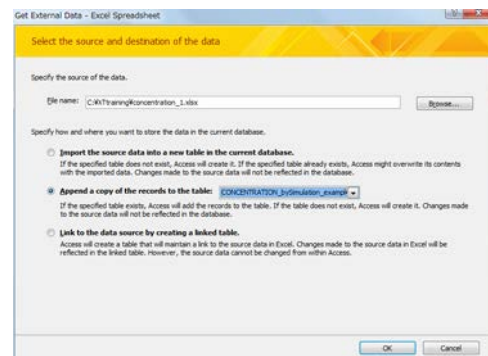 Get External Data - Excel Spreadsheet
Select the source and destination of the data
Specify the source of the data.
File name: C:¥XTtraining¥concentration_1.xlsx Browse...
Specify how and where you want to store the data in the current database.
Import the source data into a new table in the current database.
If the specified table does not exist, Access will create it. If the specified table already exists, Access might overwrite its contents
with the imported data. Changes made to the source data will not be reflected in the database.
Append a copy of the records to the table: CONCENTRATION_bySimulation_example
If the specified table exists, Access will add the records to the table. If the table does not exist, Access will create it. Changes made
to the source data will not be reflected in the database.
Link to the data source by creating a linked table.
Access will create a table that will maintain a link to the source data in Excel. Changes made to the source data in Excel will be
reflected in the linked table. However, the source data cannot be changed from within Access.
OK Cancel